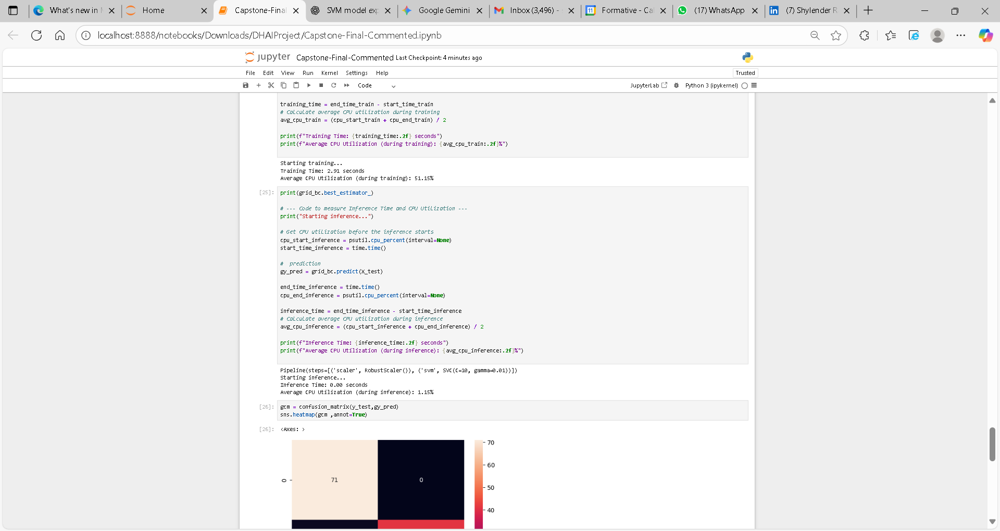 What's new in
Home
Capstone-Final
SVM model ex
Google Gemini
Inbox (3,496) -
11
Formative - Ca
(17) WhatsApp
in
(7) Shylender R
localhost:8888/notebooks/Downloads/DHAIProject/Capstone-Final-Commented.ipynb
jupyter Capstone-Final-Commented Last Checkpoint: 4 minutes ago
File Edit View Run Kernel Settings Help
Trusted
Code
JupyterLab
Python 3 (ipykernel)
training_time = end_time_train - start_time_train
# Calculate average CPU utilization during training
avg_cpu_train = (cpu_start_train + cpu_end_train) / 2
print(f"Training Time: {training_time:.2f} seconds")
print(f"Average CPU Utilization (during training): {avg_cpu_train:.2f}%")
Starting training...
Training Time: 2.91 seconds
Average CPU Utilization (during training): 51.15%
[25]: print(grid_bc.best_estimator_)
# --- Code to measure Inference Time and CPU Utilization ---
print("Starting inference...")
# Get CPU utilization before the inference starts
cpu_start_inference = psutil.cpu_percent(interval=None)
start_time_inference = time.time()
# prediction
gy_pred = grid_bc.predict(X_test)
end_time_inference = time.time()
cpu_end_inference = psutil.cpu_percent(interval=None)
inference_time = end_time_inference - start_time_inference
# Calculate average CPU utilization during inference
avg_cpu_inference = (cpu_start_inference + cpu_end_inference) / 2
print(f"Inference Time: {inference_time:.2f} seconds")
print(f"Average CPU Utilization (during inference): {avg_cpu_inference:.2f}%")
Pipeline(steps=[('scaler', RobustScaler()), ('svm', SVC(C=10, gamma=0.01))])
Starting inference...
Inference Time: 0.00 seconds
Average CPU Utilization (during inference): 1.15%
[26]: gcm = confusion_matrix(y_test,gy_pred)
sns.heatmap(gcm ,annot=True)
[26]: <Axes: >
70
60
0
71
0
50
40